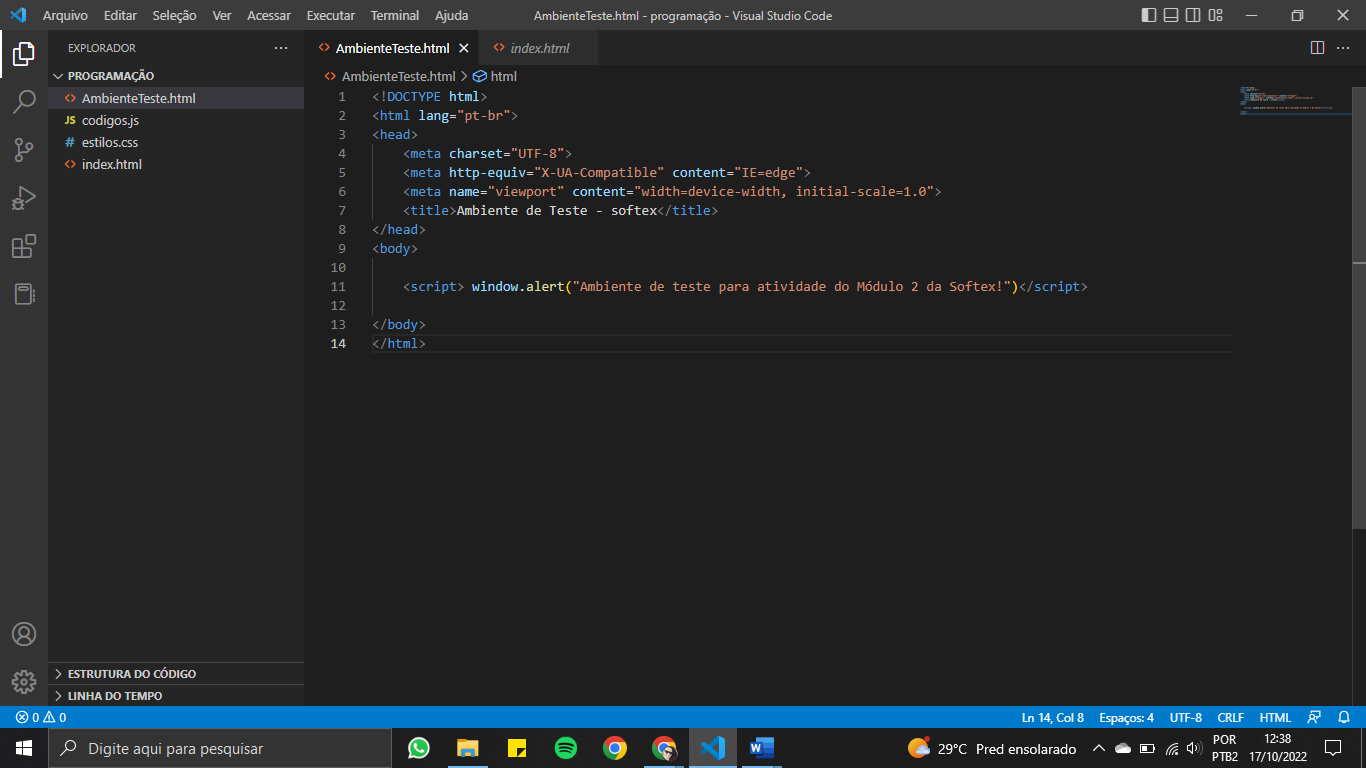 Arquivo Editar Seleção Ver Acessar Executar Terminal Ajuda AmbienteTeste.html - programação - Visual Studio Code
EXPLORADOR
PROGRAMAÇÃO
AmbienteTeste.html
JS codigos.js
# estilos.css
index.html
ESTRUTURA DO CÓDIGO
LINHA DO TEMPO
AmbienteTeste.html index.html
AmbienteTeste.html > html
1 <!DOCTYPE html>
2 <html lang="pt-br">
3 <head>
4 <meta charset="UTF-8">
5 <meta http-equiv="X-UA-Compatible" content="IE=edge">
6 <meta name="viewport" content="width=device-width, initial-scale=1.0">
7 <title>Ambiente de Teste - softex</title>
8 </head>
9 <body>
10
11 <script> window.alert("Ambiente de teste para atividade do Módulo 2 da Softex!")</script>
12
13 </body>
14 </html>
0 0 Ln 14, Col 8 Espaços: 4 UTF-8 CRLF HTML
Digite aqui para pesquisar
29°C Pred ensolarado
POR
PTB2
12:38
17/10/2022